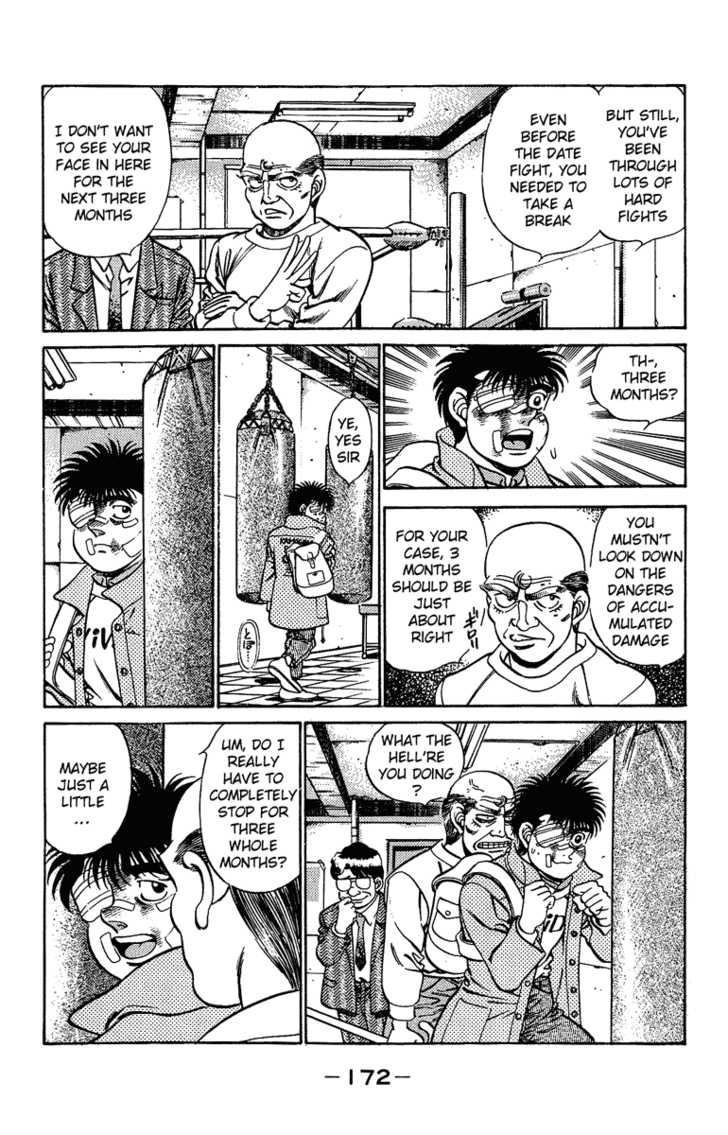 BUT STILL,
YOU'VE
BEEN
THROUGH
LOTS OF
HARD
FIGHTS
EVEN
BEFORE
THE DATE
FIGHT, YOU
NEEDED TO
TAKE A
BREAK
I DON'T WANT
TO SEE YOUR
FACE IN HERE
FOR THE
NEXT THREE
MONTHS
TH-,
THREE
MONTHS?
YOU
MUSTN'T
LOOK DOWN
ON THE
DANGERS
OF ACCU-
MULATED
DAMAGE
FOR YOUR
CASE, 3
MONTHS
SHOULD BE
JUST
ABOUT
RIGHT
YE,
YES
SIR
WHAT THE
HELL'RE
YOU DOING
?
UM, DO I
REALLY
HAVE TO
COMPLETELY
STOP FOR
THREE
WHOLE
MONTHS?
MAYBE
JUST A
LITTLE
...
–172–